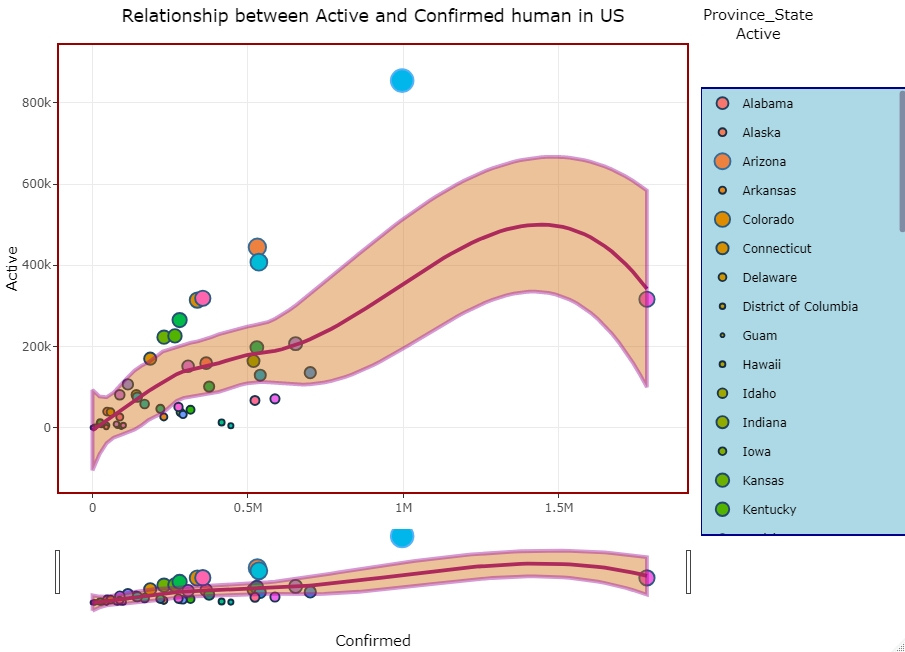 Relationship between Active and Confirmed human in US
Province_State
Active
800k
600k
400k
200k
0
Active
0
0.5M
1M
1.5M
Confirmed
Alabama
Alaska
Arizona
Arkansas
Colorado
Connecticut
Delaware
District of Columbia
Guam
Hawaii
Idaho
Indiana
Iowa
Kansas
Kentucky